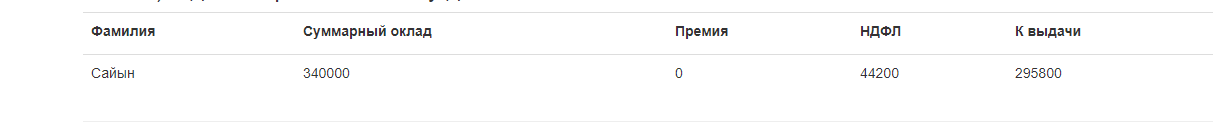 Фамилия Суммарный оклад Премия НДФЛ К выдачи
Сайын 340000 0 44200 295800